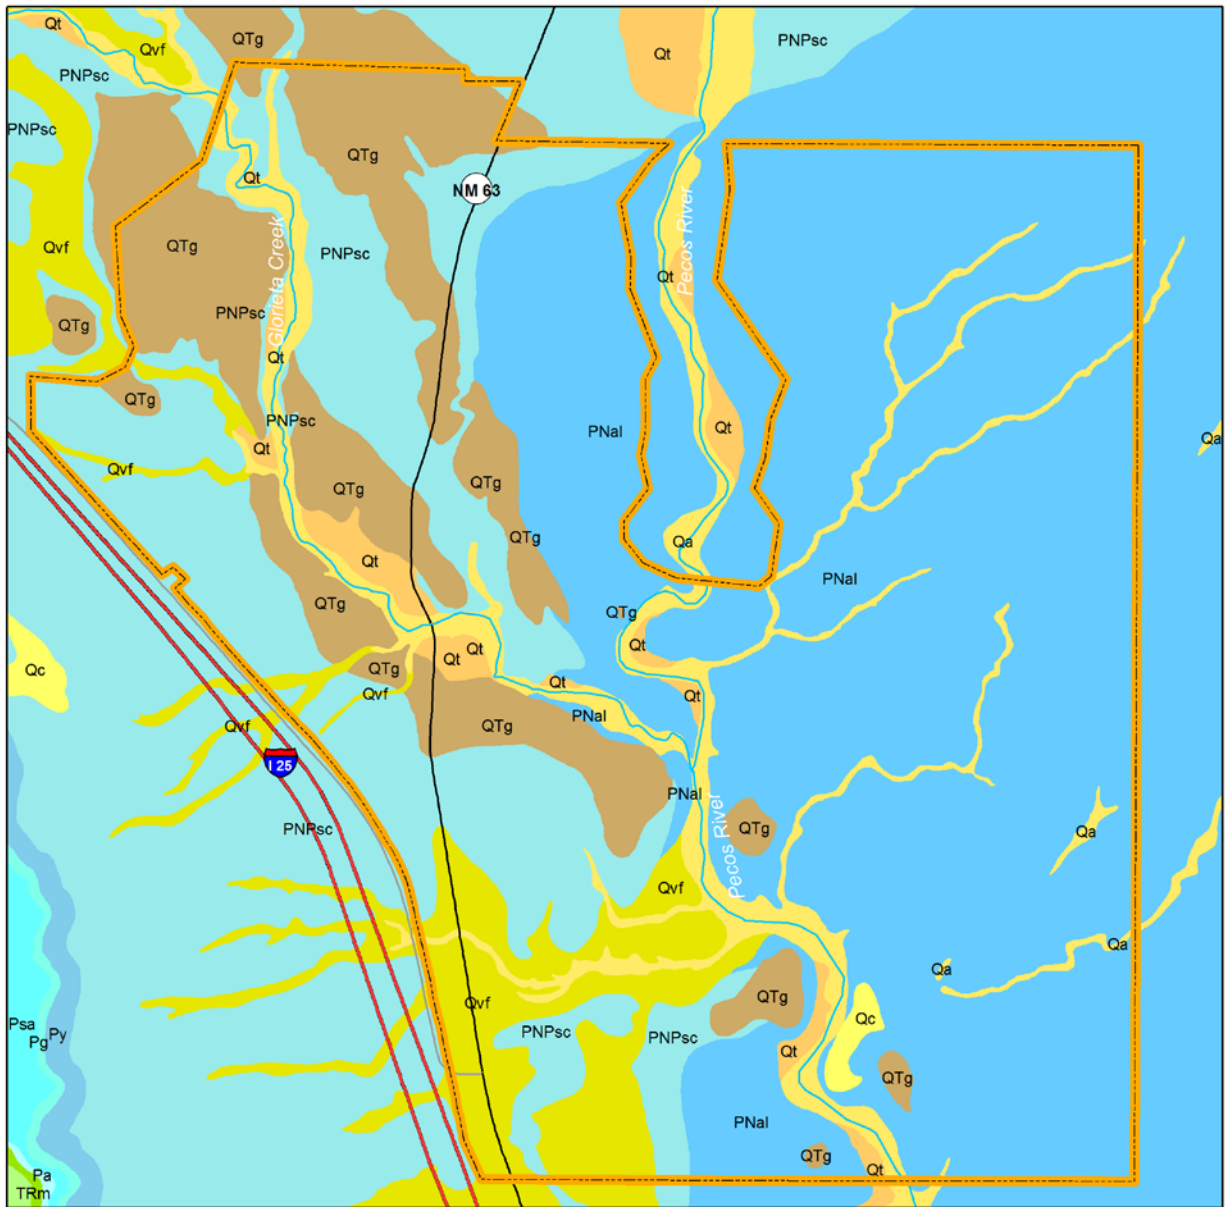 Qt
QTg
Qvf
PNPsc
Qt
PNPsc
PNPsc
QTg
Qt
NM 63
Pecos River
Qvf
QTg
Glorieta Creek
PNPsc
Qt
PNPsc
QTg
Qt
QTg
PNPsc
PNal
Qt
Qt
Qa
Qvf
QTg
QTg
QTg
Qa
Qt
PNal
QTg
QTg
Qt
Qt
Qt
Qc
QTg
Qt
Qvf
Qt
PNal
QTg
Qvf
I 25
PNal
Pecos River
PNPsc
QTg
Qa
Qvf
Qa
Qa
QTg
Qvf
Qc
Psa
Pg
Py
PNPsc
PNPsc
Qt
QTg
PNal
QTg
Qt
Pa
TRm